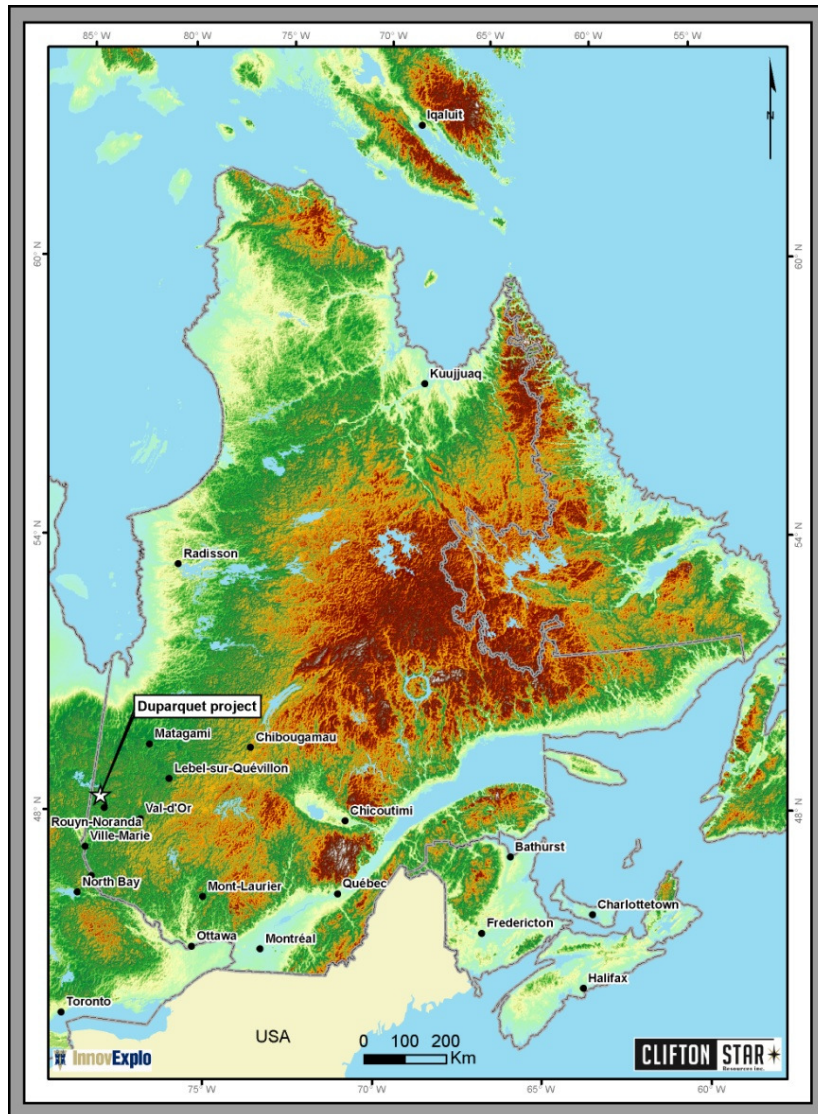 85° W
80° W
75° W
70° W
65° W
60° W
55° W
N
Iqaluit
60° N
60° N
Kuujjuaq
54° N
54° N
Radisson
Duparquet project
Matagami
Chibougamau
Lebel-sur-Quévillon
48° N
48° N
Val-d'Or
Chicoutimi
Rouyn-Noranda
Ville-Marie
Bathurst
North Bay
Mont-Laurier
Québec
Charlottetown
Fredericton
Ottawa
Montréal
Halifax
Toronto
USA
0 100 200
Km
InnovExplo
CLIFTON STAR
Resources inc.
75° W
70° W
65° W
60° W